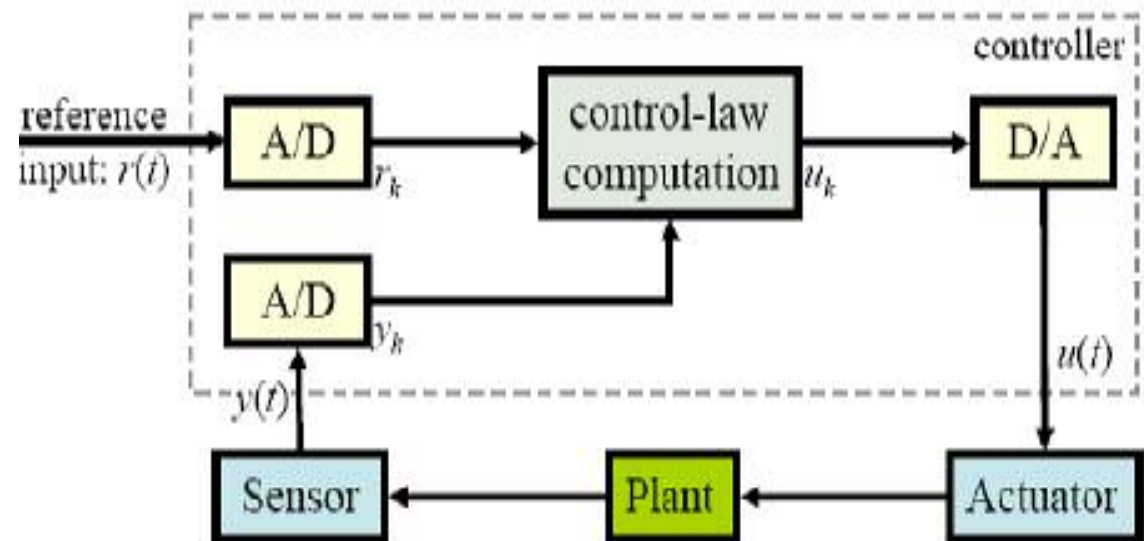 controller
reference
input: r(t)
A/D
r_k
control-law
computation
u_k
D/A
A/D
y_k
y(t)
u(t)
Sensor
Plant
Actuator